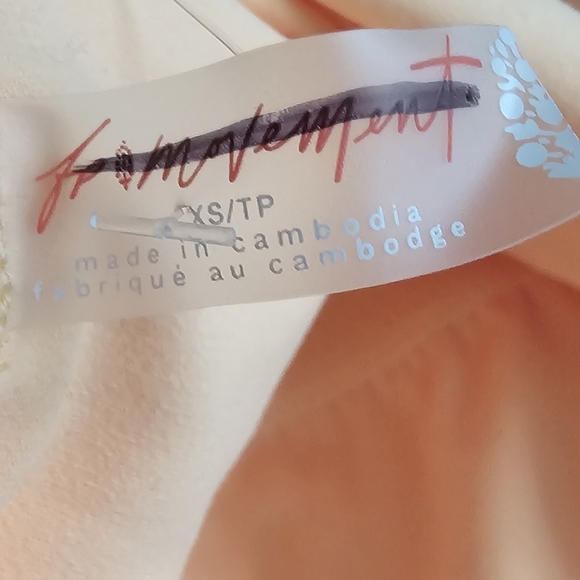 fp movement
XS/TP
made in cambodia
fabriqué au cambodge